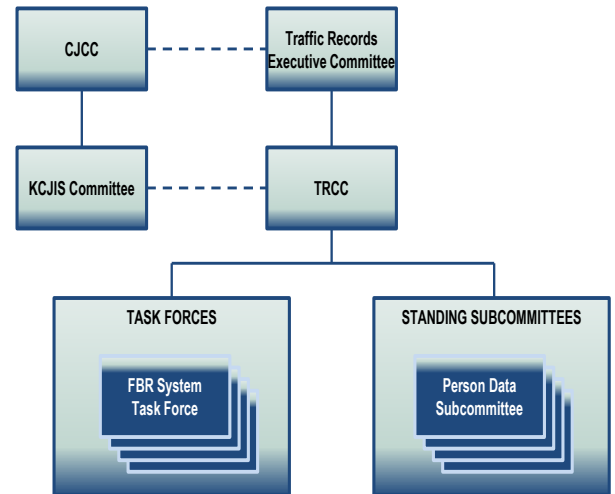 CJCC
Traffic Records
Executive Committee
KCJIS Committee
TRCC
TASK FORCES
FBR System
Task Force
STANDING SUBCOMMITTEES
Person Data
Subcommittee